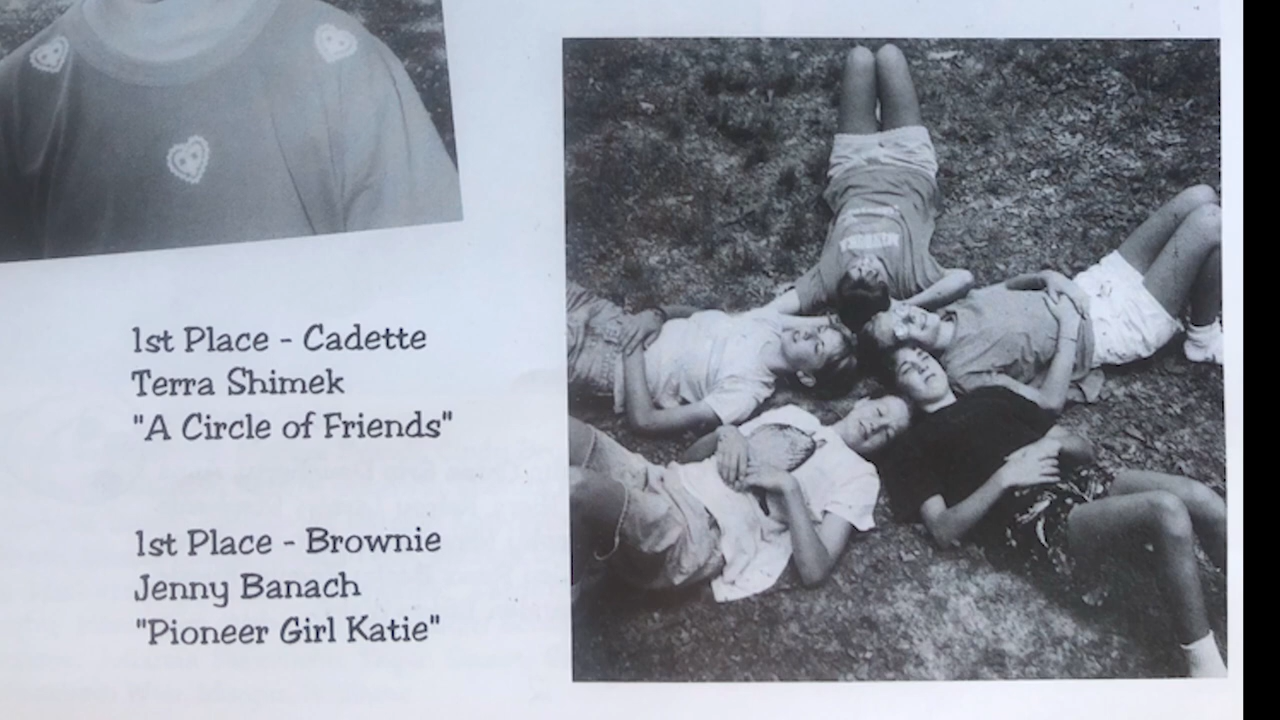 1st Place - Cadette
Terra Shimek
"A Circle of Friends"
1st Place - Brownie
Jenny Banach
"Pioneer Girl Katie"